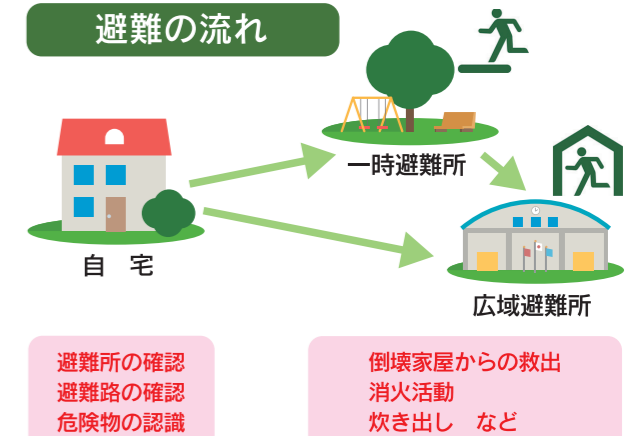 避難の流れ
一時避難所
自　宅
広域避難所
避難所の確認
避難路の確認
危険物の認識
倒壊家屋からの救出
消火活動
炊き出し　など